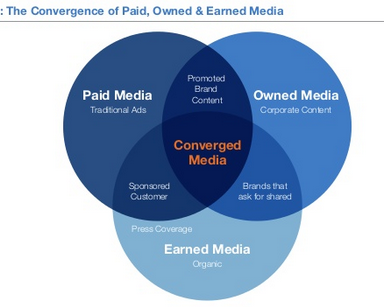 : The Convergence of Paid, Owned & Earned Media
Promoted
Brand
Content
Paid Media
Traditional Ads
Owned Media
Corporate Content
Converged
Media
Sponsored
Customer
Brands that
ask for shared
Press Coverage
Earned Media
Organic